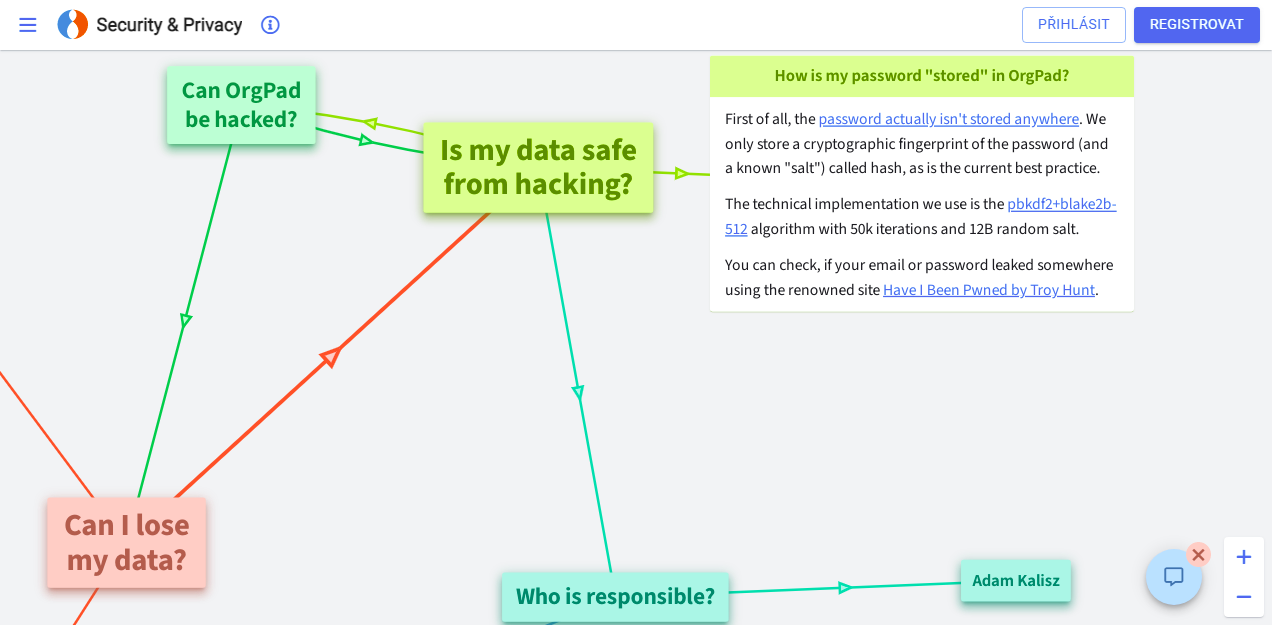 Security & Privacy
PŘIHLÁSIT
REGISTROVAT
Can OrgPad
be hacked?
Is my data safe
from hacking?
How is my password "stored" in OrgPad?
First of all, the password actually isn't stored anywhere. We
only store a cryptographic fingerprint of the password (and
a known "salt") called hash, as is the current best practice.
The technical implementation we use is the pbkdf2+blake2b-
512 algorithm with 50k iterations and 12B random salt.
You can check, if your email or password leaked somewhere
using the renowned site Have I Been Pwned by Troy Hunt.
Can I lose
my data?
Who is responsible?
Adam Kalisz